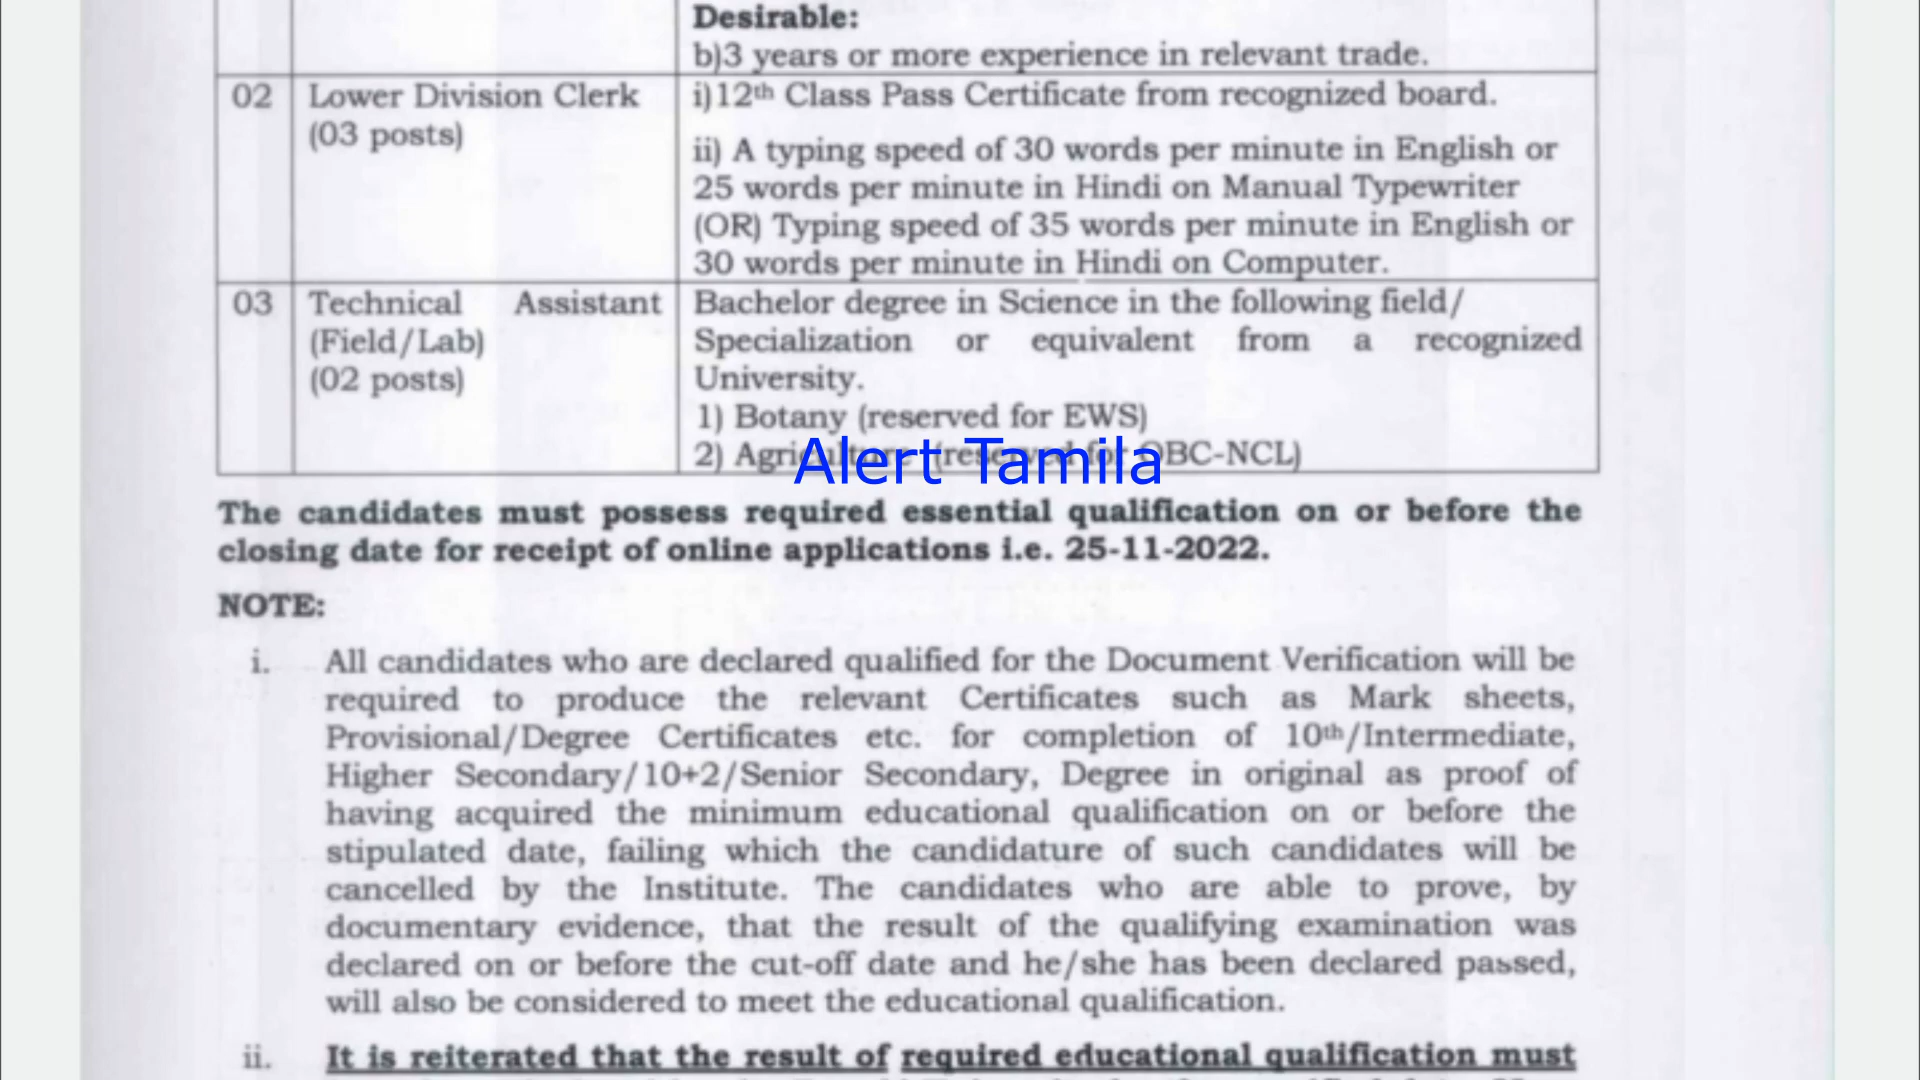 Desirable:
b)3 years or more experience in relevant trade.
02 Lower Division Clerk
(03 posts)
i)12th Class Pass Certificate from recognized board.
ii) A typing speed of 30 words per minute in English or
25 words per minute in Hindi on Manual Typewriter
(OR) Typing speed of 35 words per minute in English or
30 words per minute in Hindi on Computer.
03 Technical Assistant
(Field/Lab)
(02 posts)
Bachelor degree in Science in the following field/
Specialization or equivalent from a recognized
University.
1) Botany (reserved for EWS)
2) Agriculture (reserved for OBC-NCL)
Alert Tamila
The candidates must possess required essential qualification on or before the
closing date for receipt of online applications i.e. 25-11-2022.
NOTE:
i. All candidates who are declared qualified for the Document Verification will be
required to produce the relevant Certificates such as Mark sheets,
Provisional/Degree Certificates etc. for completion of 10th/Intermediate,
Higher Secondary/10+2/Senior Secondary, Degree in original as proof of
having acquired the minimum educational qualification on or before the
stipulated date, failing which the candidature of such candidates will be
cancelled by the Institute. The candidates who are able to prove, by
documentary evidence, that the result of the qualifying examination was
declared on or before the cut-off date and he/she has been declared passed,
will also be considered to meet the educational qualification.
ii. It is reiterated that the result of required educational qualification must